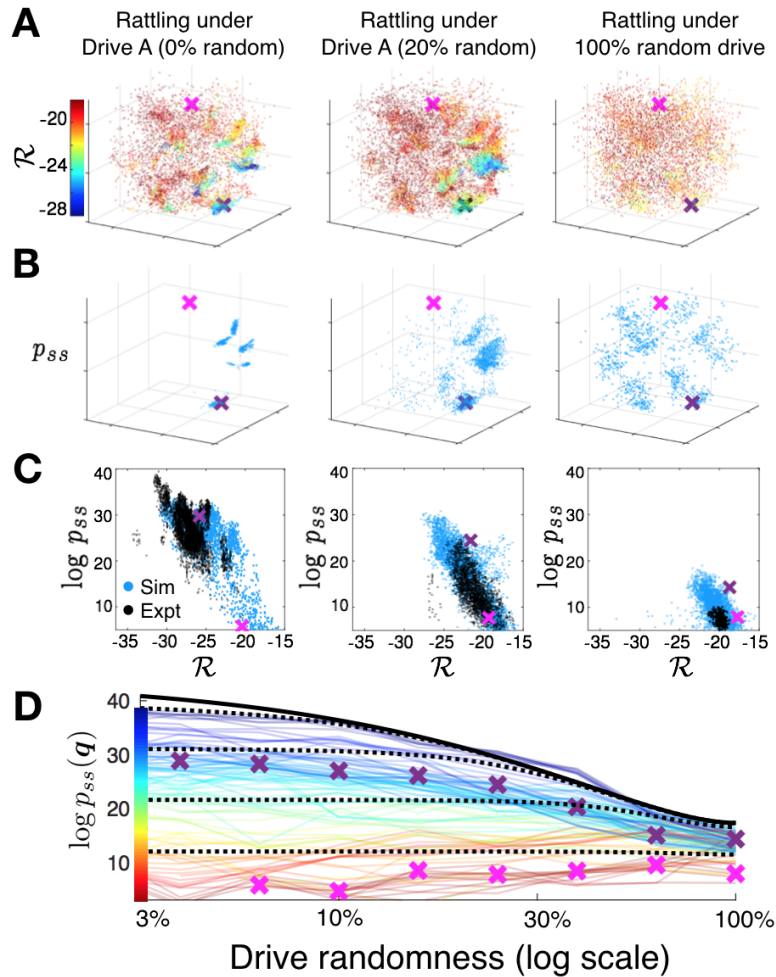 A
Rattling under
Drive A (0% random)
Rattling under
Drive A (20% random)
Rattling under
100% random drive
ℛ
-20
-24
-28
B
p_ss
C
log p_ss
40
30
20
10
Sim
Expt
-35 -30 -25 -20 -15
ℛ
log p_ss
40
30
20
10
-35 -30 -25 -20 -15
ℛ
log p_ss
40
30
20
10
-35 -30 -25 -20 -15
ℛ
D
log p_ss(q)
40
30
20
10
3% 10% 30% 100%
Drive randomness (log scale)